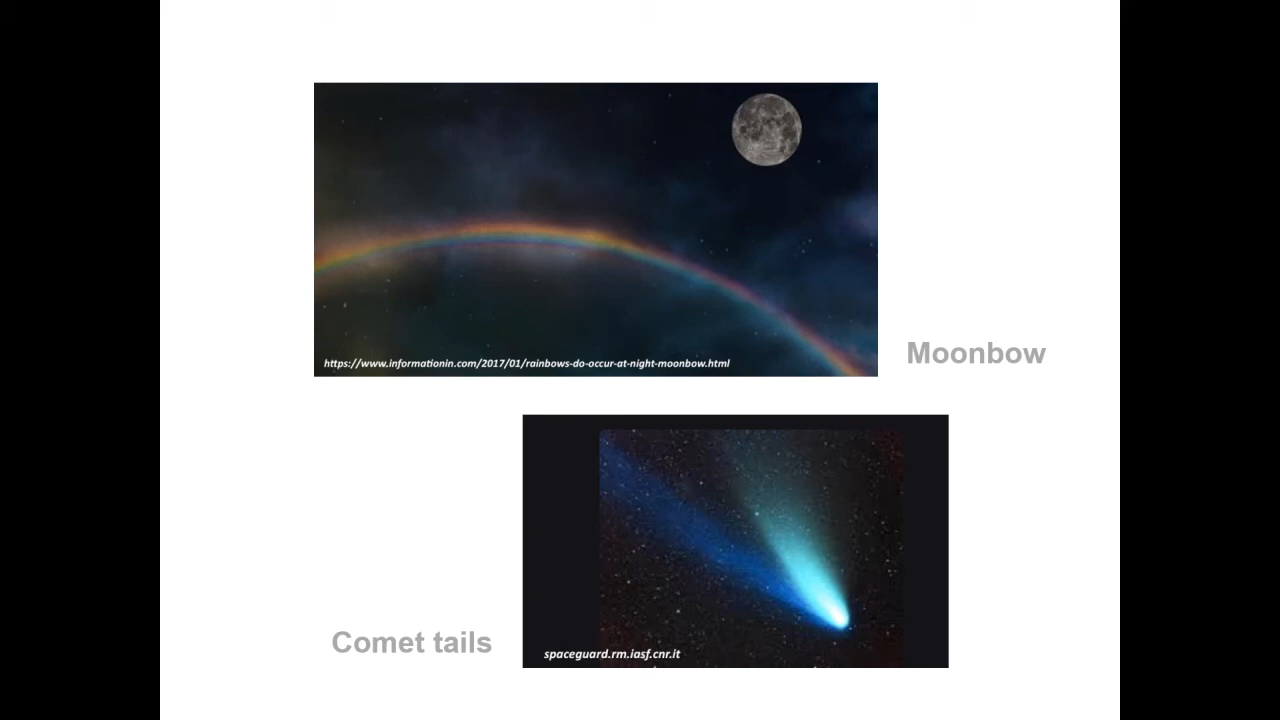 https://www.informationin.com/2017/01/rainbows-do-occur-at-night-moonbow.html
Moonbow
Comet tails
spaceguard.rm.iasf.cnr.it